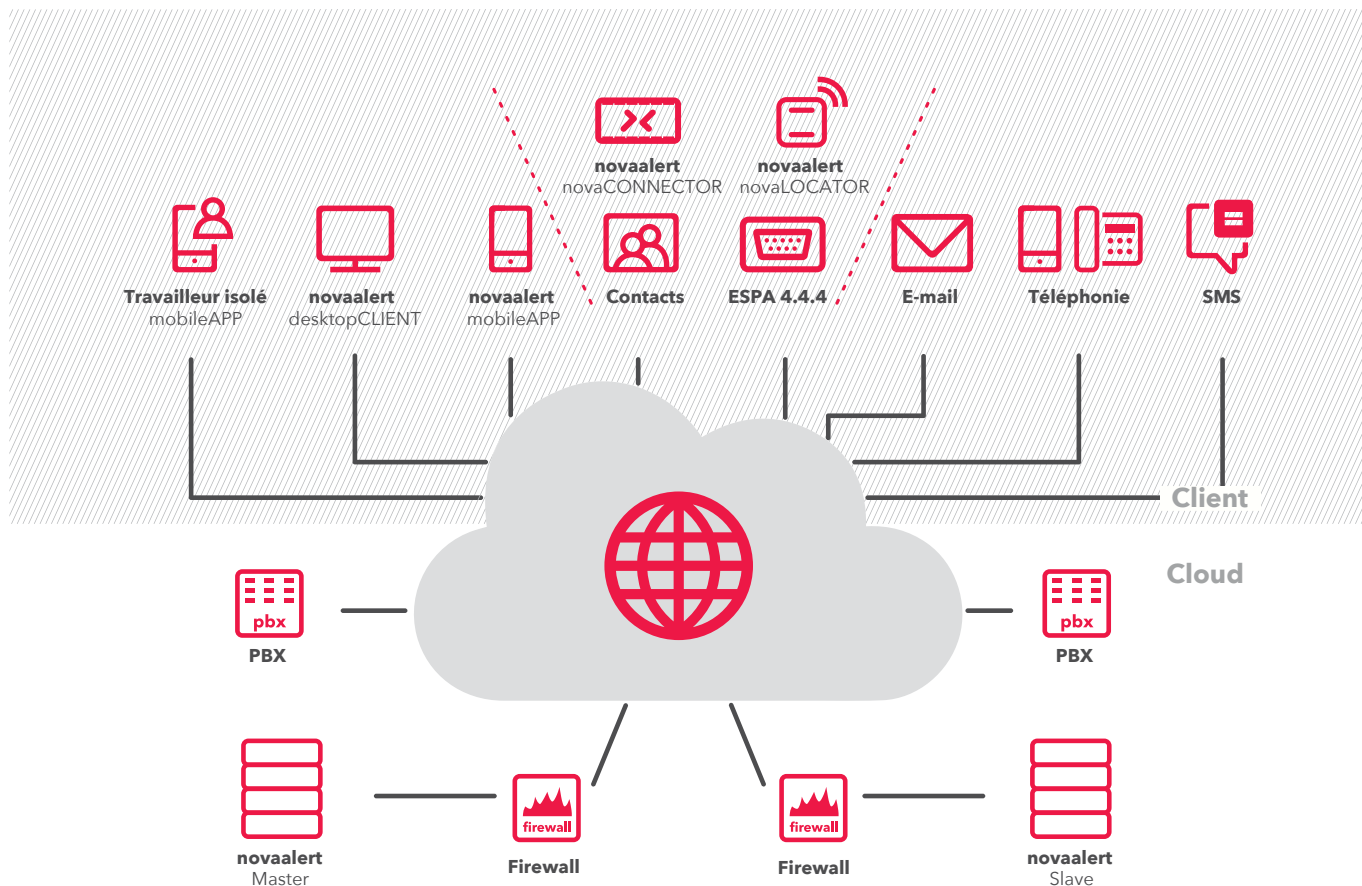 novaalert
novaCONNECTOR
novaalert
novaLOCATOR
Travailleur isolé
mobileAPP
novaalert
desktopCLIENT
novaalert
mobileAPP
Contacts
ESPA 4.4.4
E-mail
Téléphonie
SMS
Client
Cloud
pbx
PBX
pbx
PBX
firewall
Firewall
firewall
Firewall
novaalert
Master
novaalert
Slave